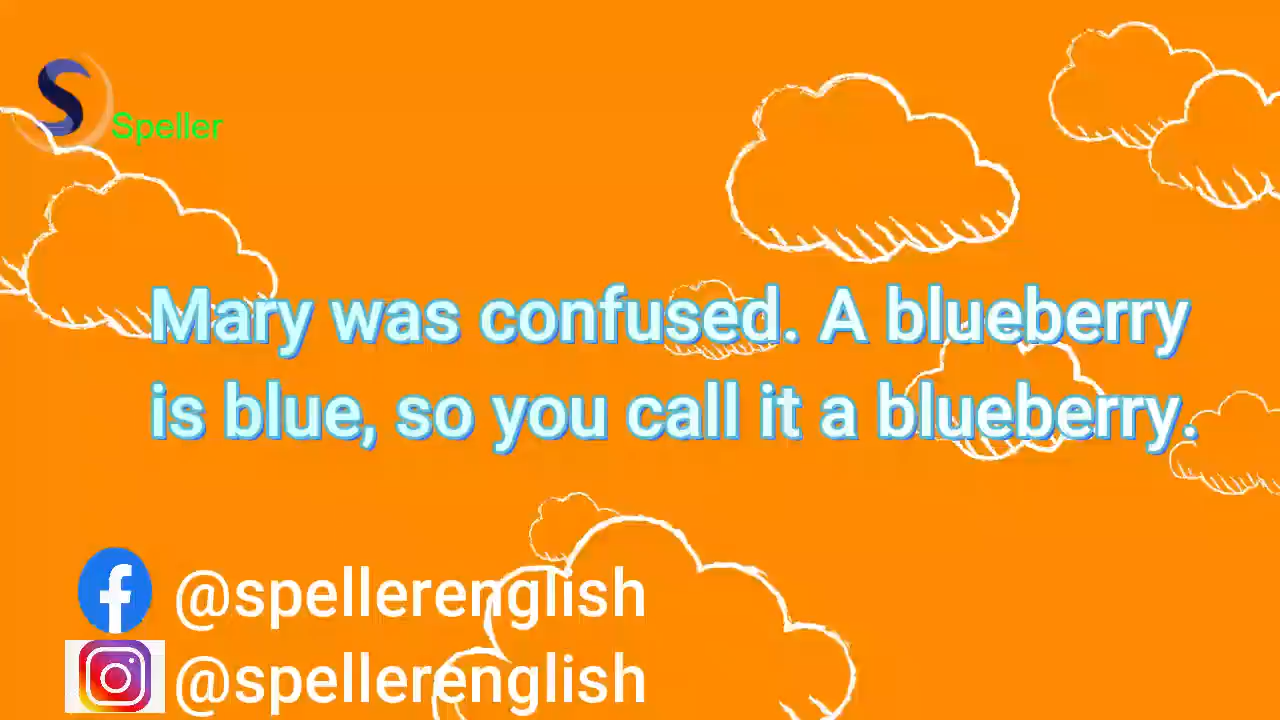 Speller
Mary was confused. A blueberry
is blue, so you call it a blueberry.
@spellerenglish
@spellerenglish